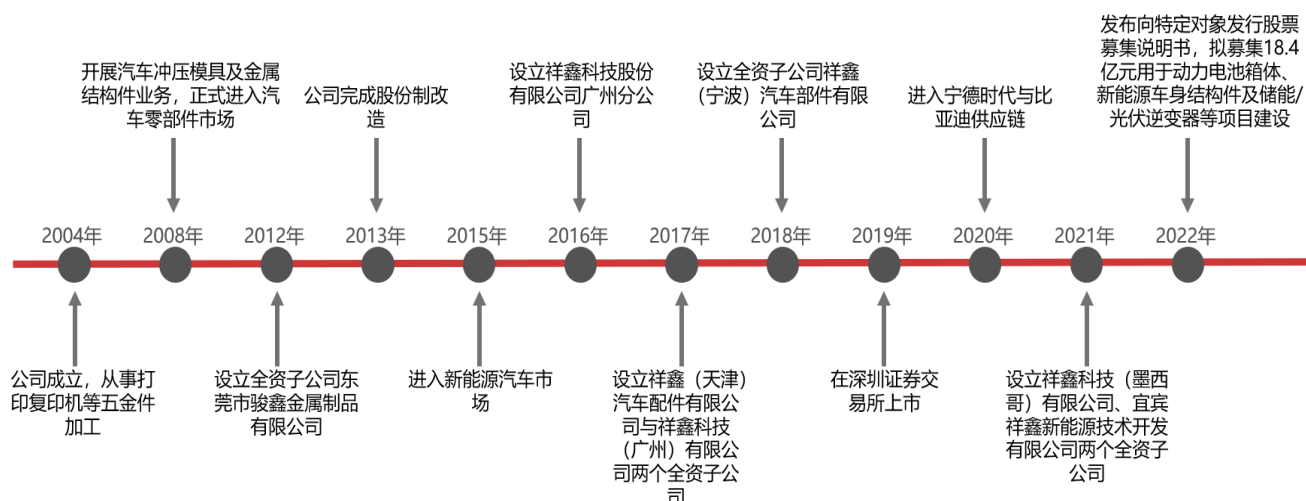 开展汽车冲压模具及金属
结构件业务，正式进入汽
车零部件市场
公司完成股份制改
造
设立祥鑫科技股份
有限公司广州分公
司
设立全资子公司祥鑫
（宁波）汽车部件有限
公司
进入宁德时代与比
亚迪供应链
发布向特定对象发行股票
募集说明书，拟募集18.4
亿元用于动力电池箱体、
新能源车身结构件及储能/
光伏逆变器等项目建设
2004年
2008年
2012年
2013年
2015年
2016年
2017年
2018年
2019年
2020年
2021年
2022年
公司成立，从事打
印复印机等五金件
加工
设立全资子公司东
莞市骏鑫金属制品
有限公司
进入新能源汽车市
场
设立祥鑫（天津）
汽车配件有限公
司与祥鑫科技
（广州）有限公
司两个全资子公
司
在深圳证券交
易所上市
设立祥鑫科技（墨西
哥）有限公司、宜宾
祥鑫新能源技术开发
有限公司两个全资子
公司